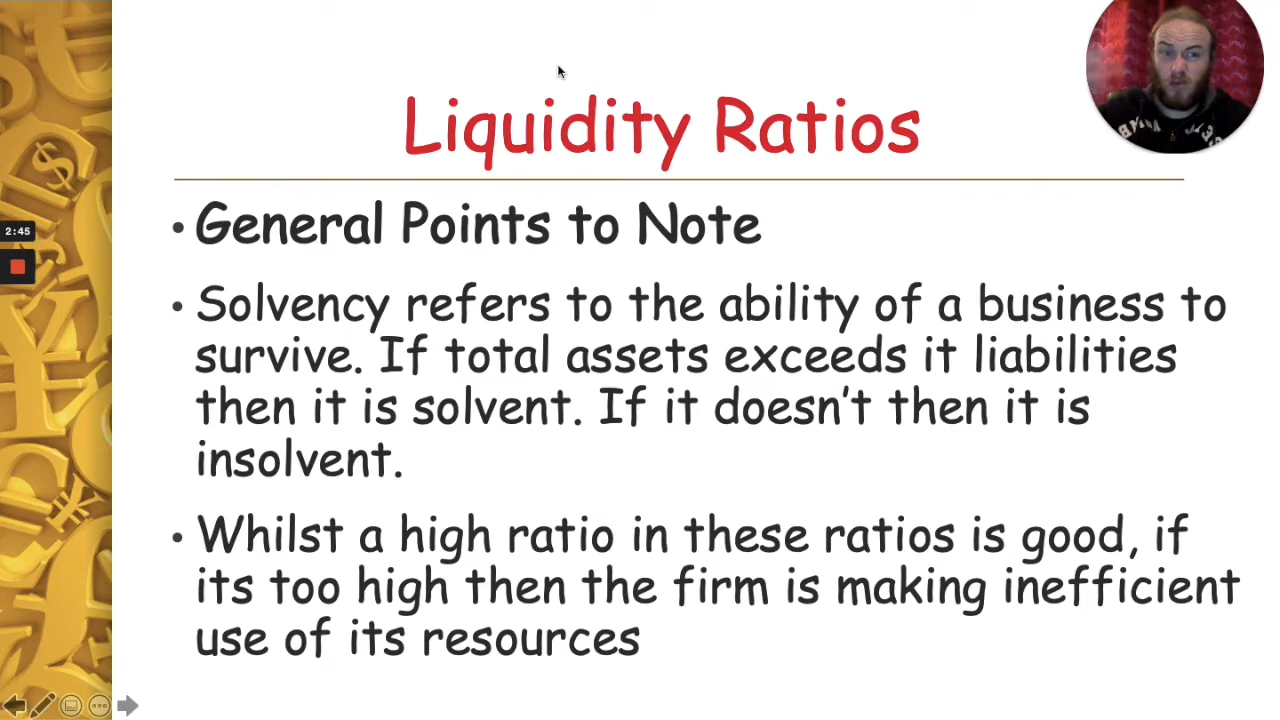 Liquidity Ratios
• General Points to Note
2:45
• Solvency refers to the ability of a business to
survive. If total assets exceeds it liabilities
then it is solvent. If it doesn't then it is
insolvent.
• Whilst a high ratio in these ratios is good, if
its too high then the firm is making inefficient
use of its resources